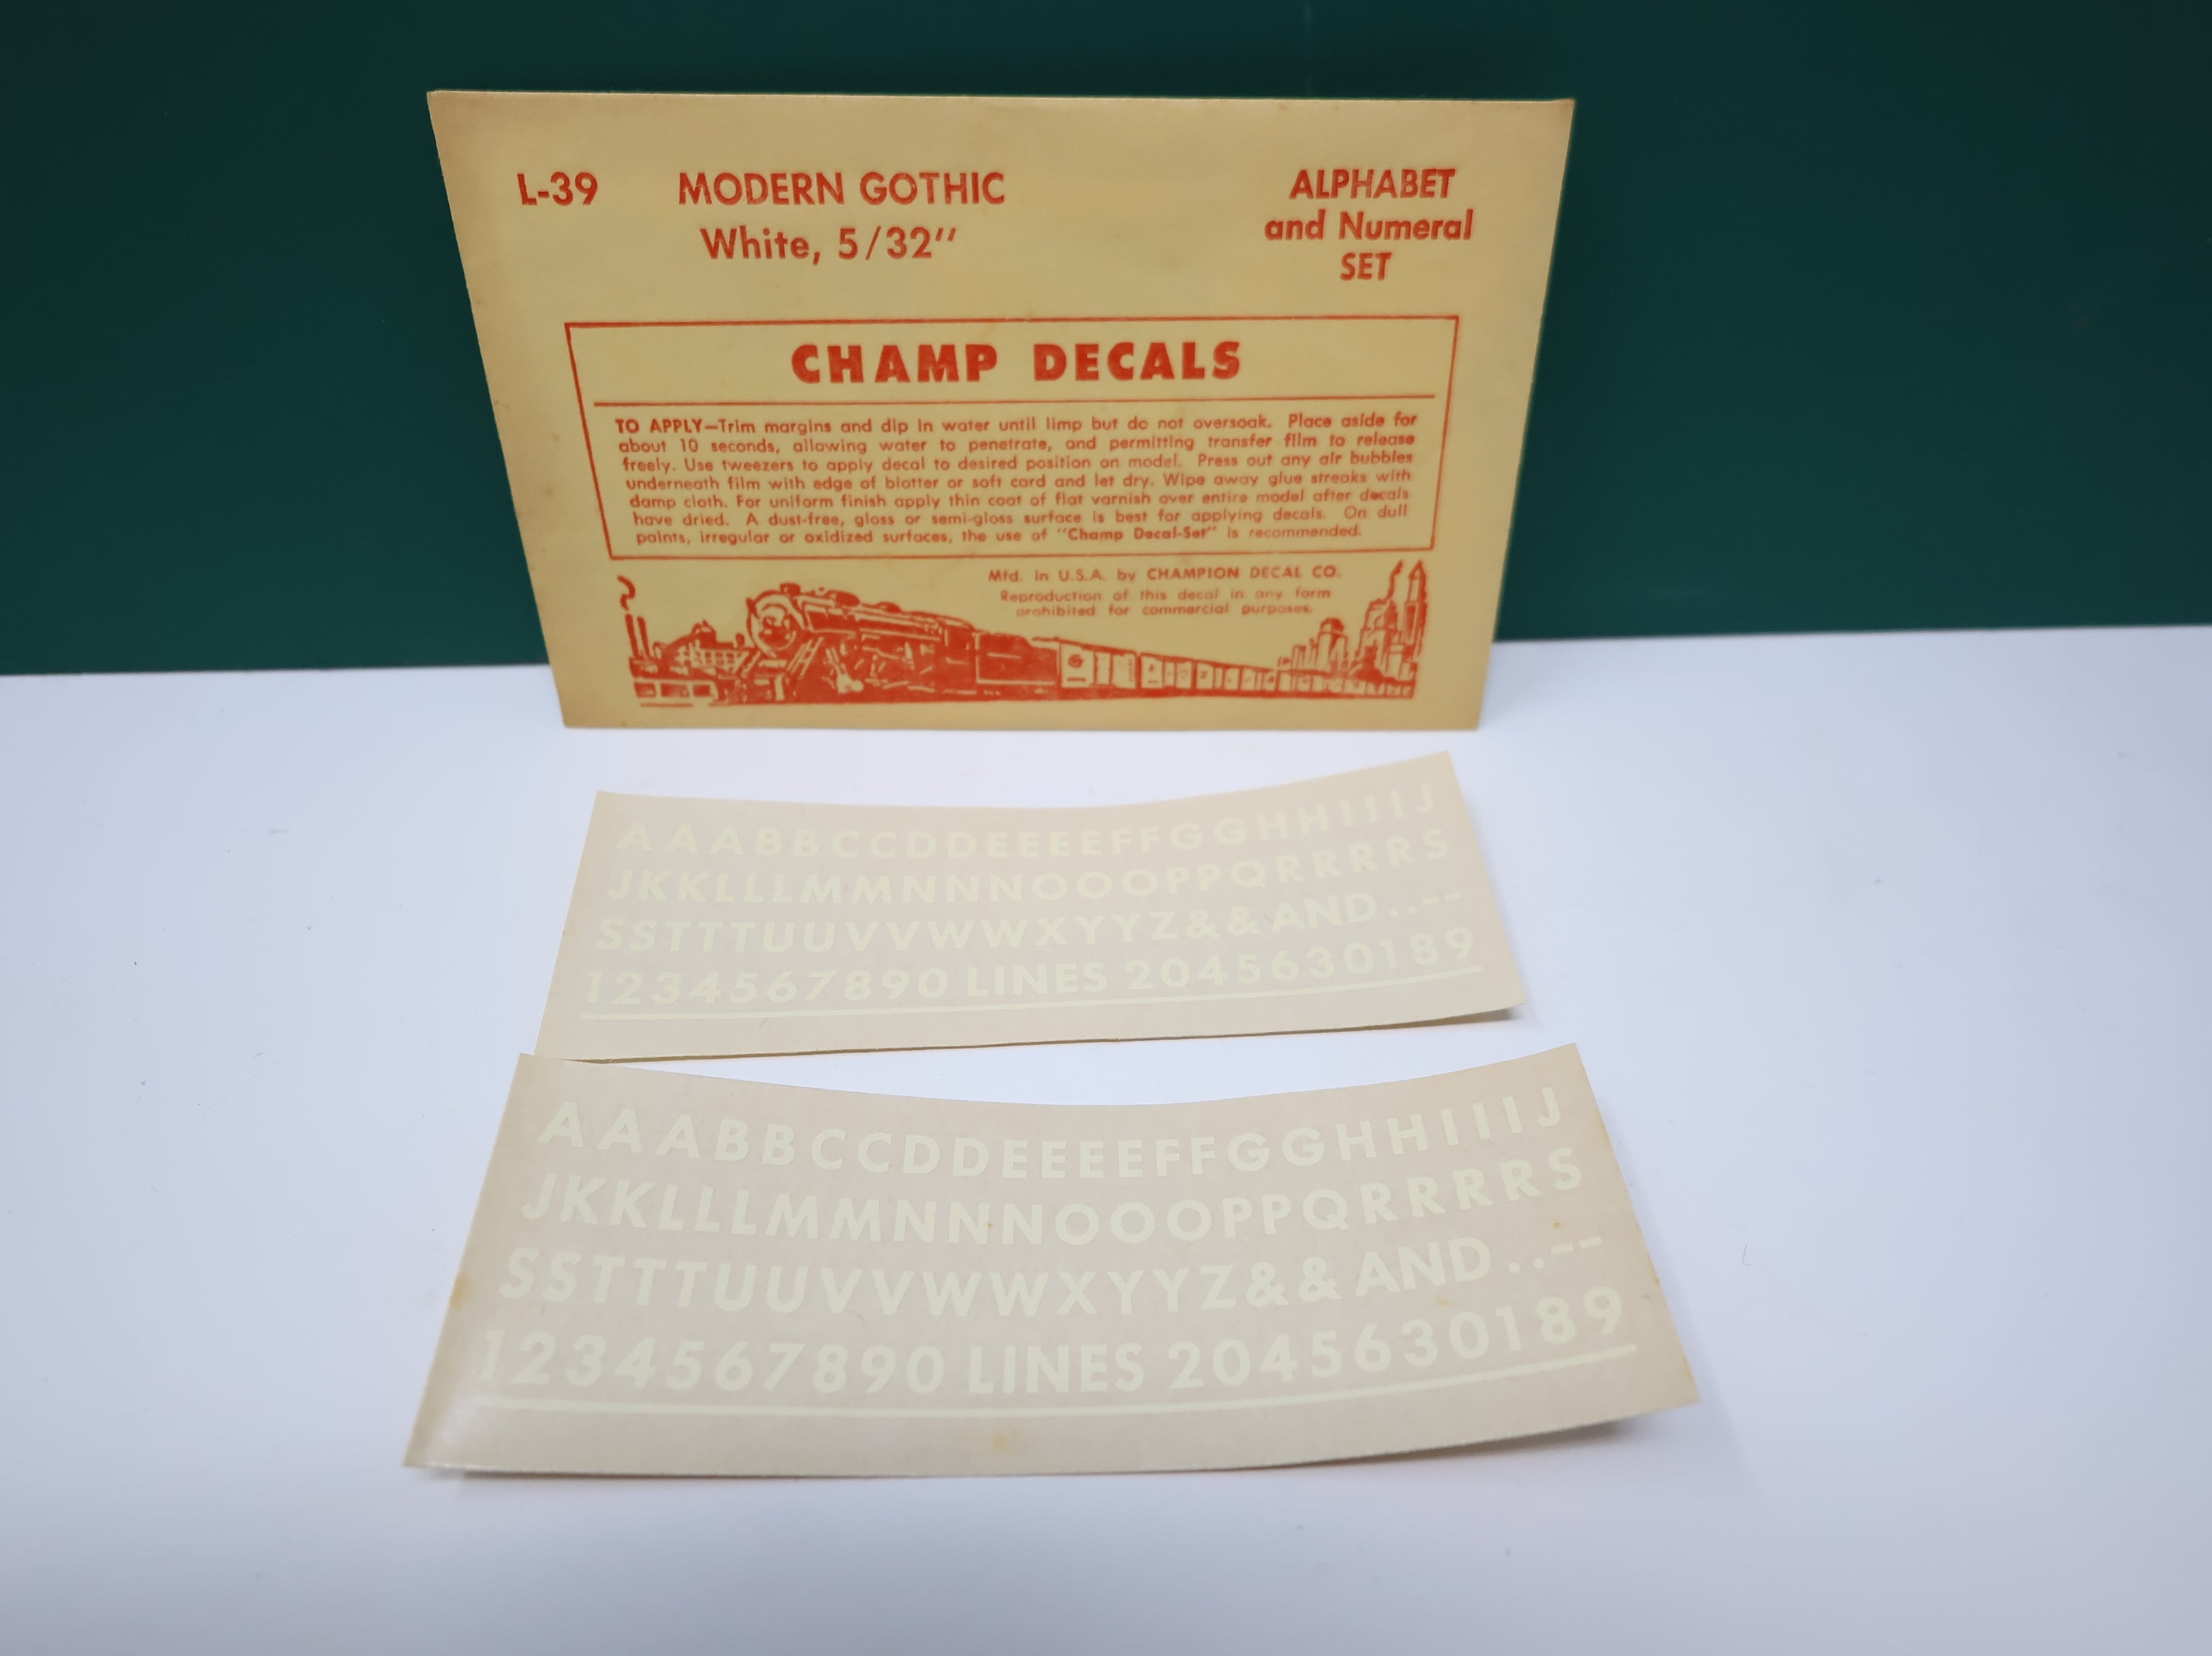 L-39 MODERN GOTHIC ALPHABET
White, 5/32" and Numeral
SET
CHAMP DECALS
TO APPLY—Trim margins and dip in water until limp but do not oversoak. Place aside for
about 10 seconds, allowing water to penetrate, and permitting transfer film to release
freely. Use tweezers to apply decal to desired position on model. Press out any air bubbles
underneath film with edge of blotter or soft card and let dry. Wipe away glue streaks with
damp cloth. For uniform finish apply thin coat of flat varnish over entire model after decals
have dried. A dust-free, gloss or semi-gloss surface is best for applying decals. On dull
paints, irregular or oxidized surfaces, the use of "Champ Decal-Set" is recommended.
Mfd. in U.S.A. by CHAMPION DECAL CO.
Reproduction of this decal in any form
prohibited for commercial purposes.
AAABBCCDDEEEEFFGGHHIIIJ
JKKLLLMMNNNOOOPPQRRRRS
SSTTTUUVVWWXYYZ&&AND..--
1234567890 LINES 2045630189
AAABBCCDDEEEEFFGGHHIIIJ
JKKLLLMMNNNOOOPPQRRRRS
SSTTTUUVVWWXYYZ&&AND..--
1234567890 LINES 2045630189